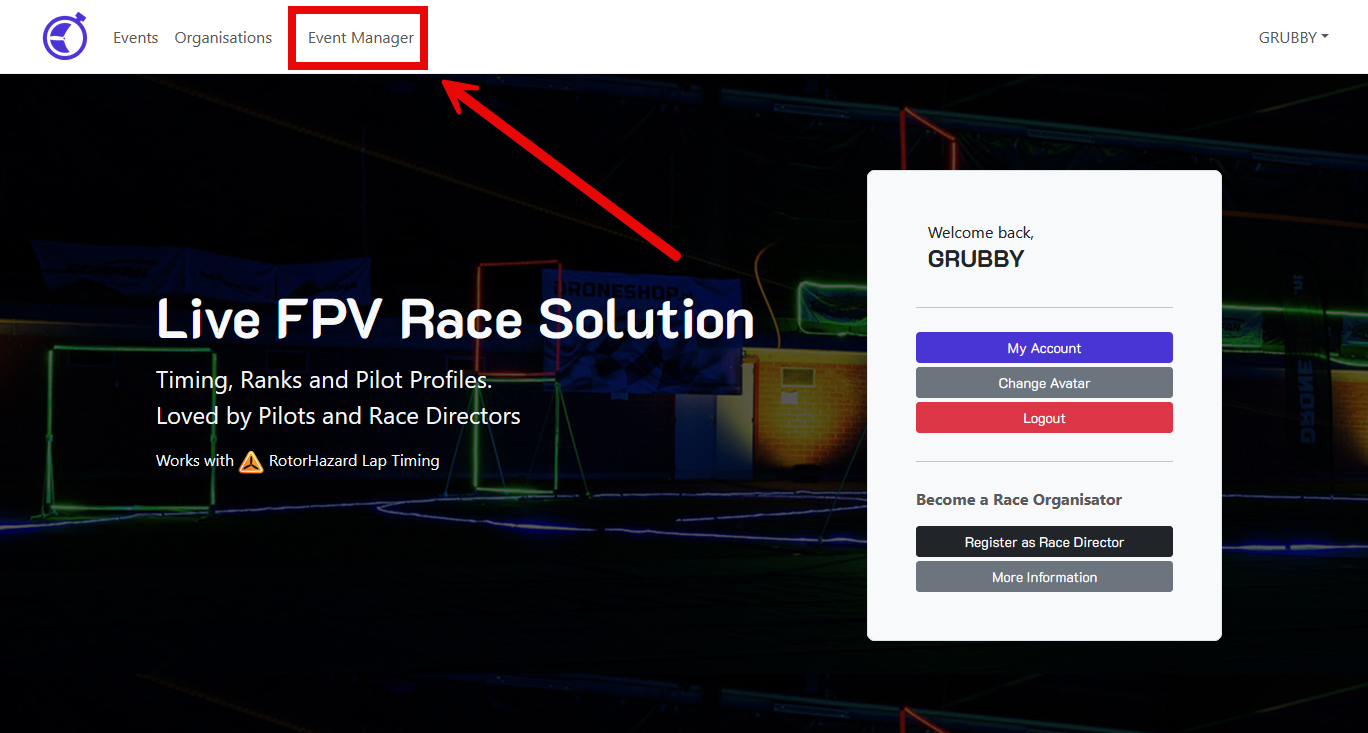 Events Organisations Event Manager GRUBBY
Welcome back,
GRUBBY
DRONESHOP
Live FPV Race Solution
Timing, Ranks and Pilot Profiles.
Loved by Pilots and Race Directors
Works with RotorHazard Lap Timing
My Account
Change Avatar
Logout
Become a Race Organisator
Register as Race Director
More Information